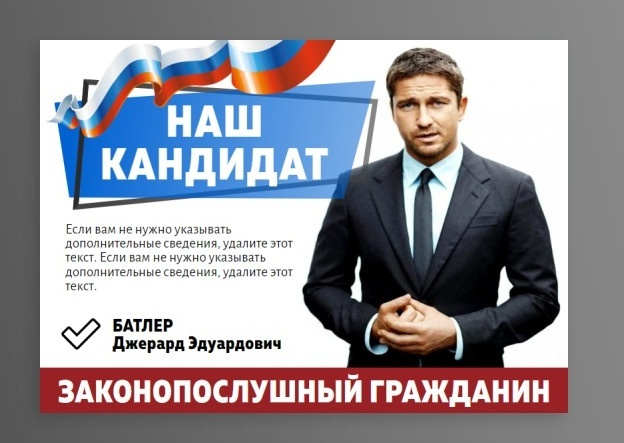 НАШ
КАНДИДАТ
Если вам не нужно указывать
дополнительные сведения, удалите этот
текст. Если вам не нужно указывать
дополнительные сведения, удалите этот
текст.
БАТЛЕР
Джерард Эдуардович
ЗАКОНОПОСЛУШНЫЙ ГРАЖДАНИН